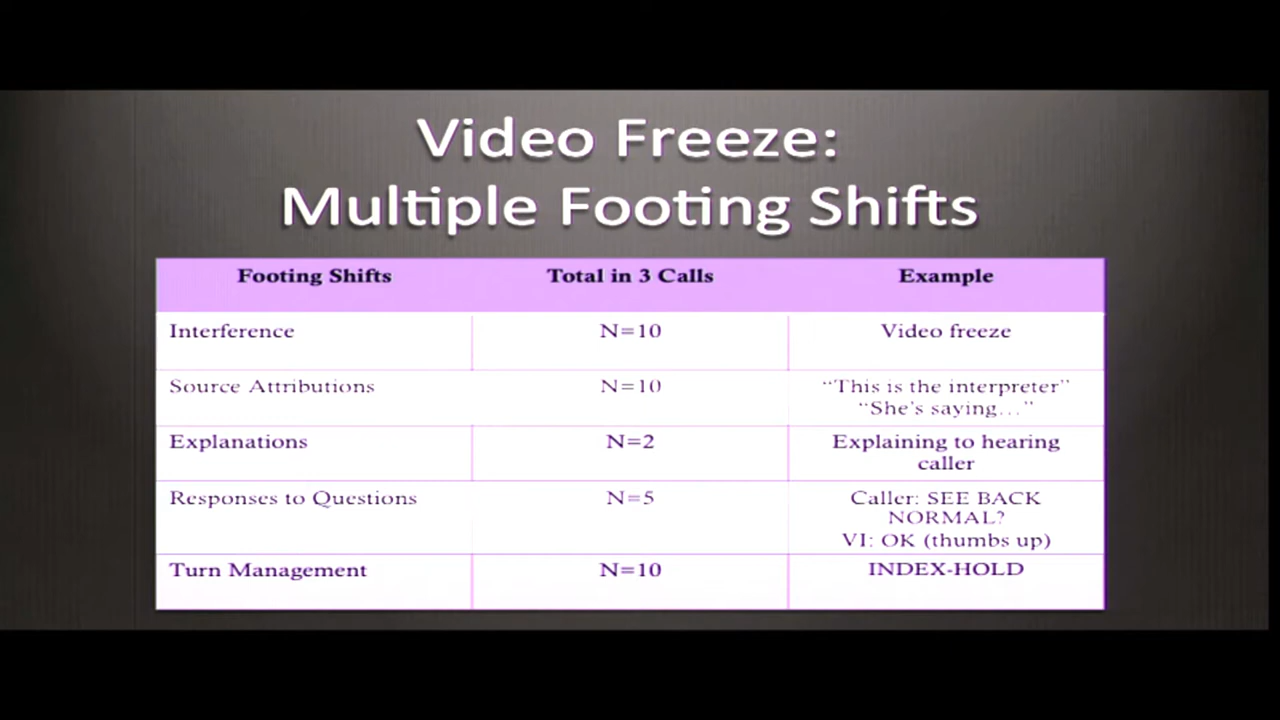 Video Freeze:
Multiple Footing Shifts
Footing Shifts Total in 3 Calls Example
Interference N=10 Video freeze
Source Attributions N=10 “This is the interpreter”
“She’s saying…”
Explanations N=2 Explaining to hearing
caller
Responses to Questions N=5 Caller: SEE BACK
NORMAL?
VI: OK (thumbs up)
Turn Management N=10 INDEX-HOLD